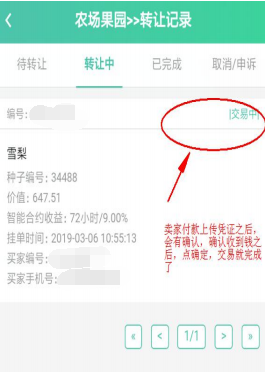 农场果园>>转让记录
待转让 转让中 已完成 取消/申诉
编号: [交易中]
雪梨
种子编号: 34488
价值: 647.51
智能合约收益: 72小时/9.00%
挂单时间: 2019-03-06 10:55:13
买家编号:
买家手机号:
卖家付款上传凭证之后,
会有确认,确认收到钱之
后,点确定,交易就完成
了
« < 1/1 > »